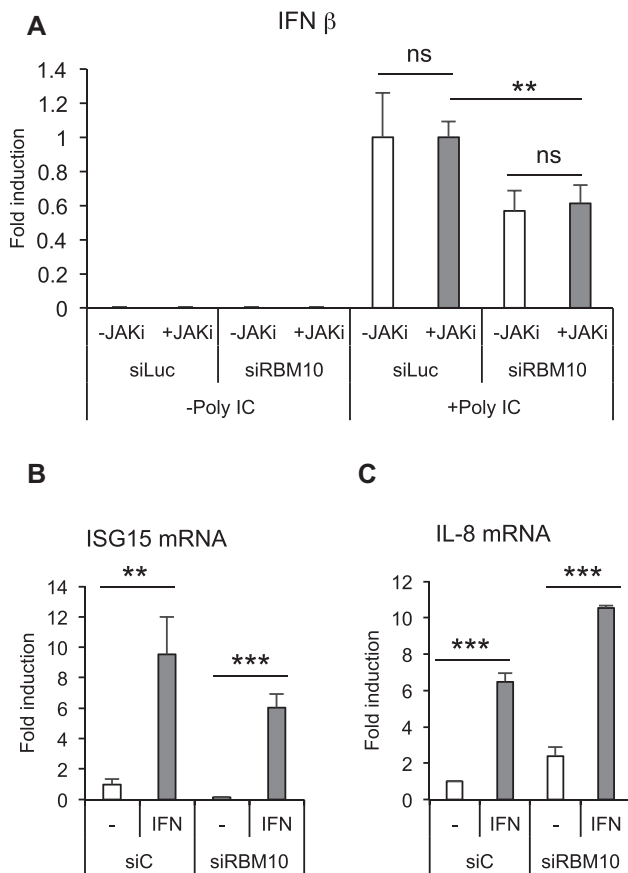 A
IFN β
Fold induction
1.4
1.2
1
0.8
0.6
0.4
0.2
0
ns
**
ns
-JAKi +JAKi -JAKi +JAKi -JAKi +JAKi -JAKi +JAKi
siLuc siRBM10 siLuc siRBM10
-Poly IC +Poly IC
B
ISG15 mRNA
Fold induction
14
12
10
8
6
4
2
0
**
***
- IFN - IFN
siC siRBM10
C
IL-8 mRNA
Fold induction
12
10
8
6
4
2
0
***
***
- IFN - IFN
siC siRBM10